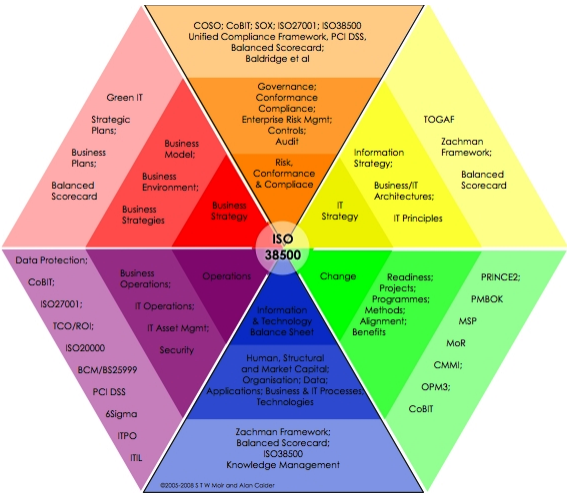 COSO; CoBIT; SOX; ISO27001; ISO38500
Unified Compliance Framework, PCI DSS,
Balanced Scorecard;
Baldridge et al
Governance;
Conformance
Compliance;
Enterprise Risk Mgmt;
Controls;
Audit
Risk,
Conformance
& Compliace
Green IT
Strategic
Plans;
Business
Plans;
Balanced
Scorecard
Business
Model;
Business
Environment;
Business
Strategies
Business
Strategy
IT
Strategy
Information
Strategy;
Business/IT
Architectures;
IT Principles
TOGAF
Zachman
Framework;
Balanced
Scorecard
ISO
38500
Data Protection;
CoBIT;
ISO27001;
TCO/ROI;
ISO20000
BCM/BS25999
PCI DSS
6Sigma
ITPO
ITIL
Business
Operations;
IT Operations;
IT Asset Mgmt;
Security
Operations
Change
Readiness;
Projects;
Programmes;
Methods;
Alignment;
Benefits
PRINCE2;
PMBOK
MSP
MoR
CMMI;
OPM3;
CoBIT
Information
& Technology
Balance Sheet
Human, Structural
and Market Capital;
Organisation; Data;
Applications; Business & IT Processes;
Technologies
Zachman Framework;
Balanced Scorecard;
ISO38500
Knowledge Management
©2005-2008 S T W Moir and Alan Calder